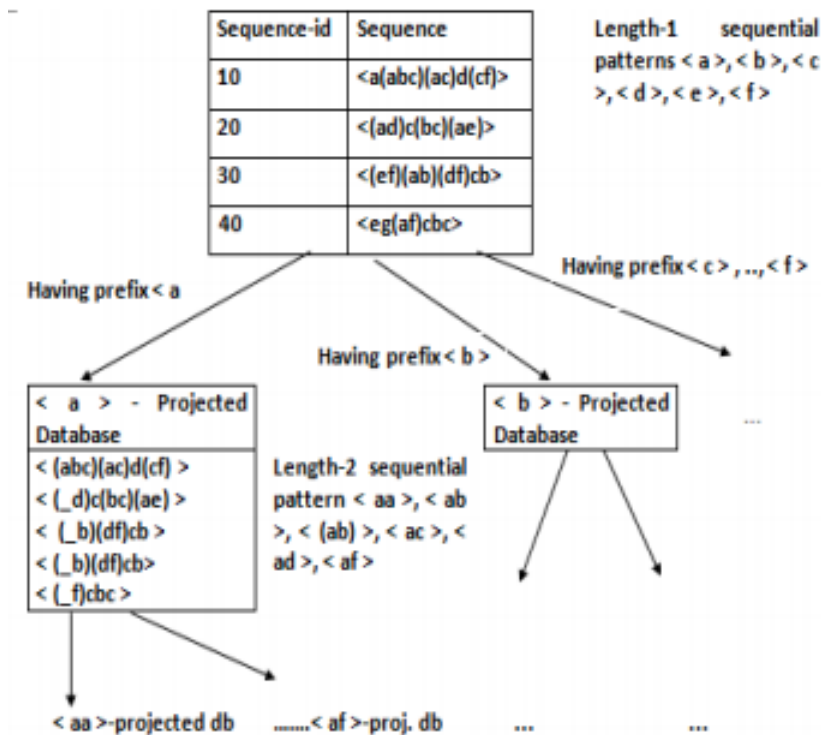 Sequence-id Sequence
10 <a(abc)(ac)d(cf)>
20 <(ad)c(bc)(ae)>
30 <(ef)(ab)(df)cb>
40 <eg(af)cbc>
Length-1 sequential
patterns < a >,< b >,< c
>,< d >,< e >,< f >
Having prefix < a
Having prefix < b >
Having prefix < c > , ..,< f >
< a > - Projected
Database
< (abc)(ac)d(cf) >
< (_d)c(bc)(ae) >
< (_b)(df)cb >
< (_b)(df)cb>
< (_f)cbc >
Length-2 sequential
pattern < aa >, < ab
>, < (ab) >, < ac >, <
ad >, < af >
< b > - Projected
Database
...
< aa >-projected db
.......< af >-proj. db
...
...